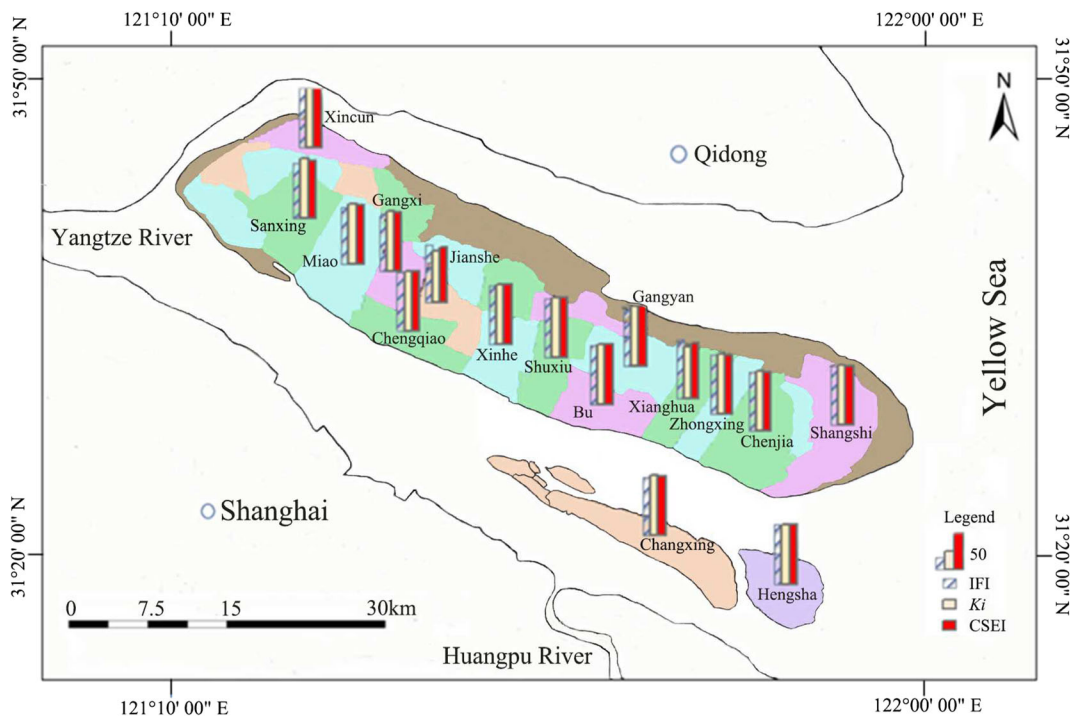 121°10' 00'' E
122°00' 00'' E
31°50' 00'' N
31°50' 00'' N
N
Xincun
Qidong
Gangxi
Sanxing
Yangtze River
Miao
Jianshe
Yellow Sea
Gangyan
Chengqiao
Xinhe
Shuxiu
Bu
Xianghua
Zhongxing
Chenjia
Shangshi
Shanghai
Changxing
Hengsha
31°20' 00'' N
31°20' 00'' N
Legend
50
IFI
Ki
CSEI
0 7.5 15 30km
Huangpu River
121°10' 00'' E
122°00' 00'' E